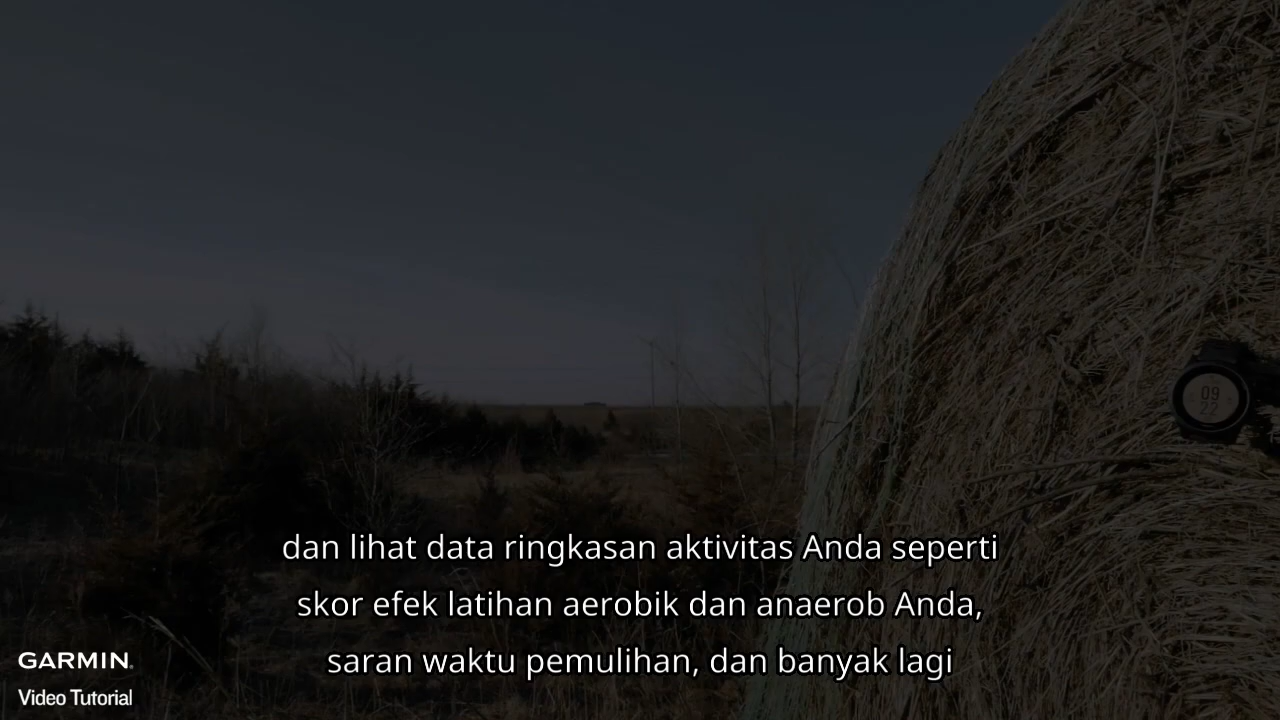 09
22
dan lihat data ringkasan aktivitas Anda seperti
skor efek latihan aerobik dan anaerob Anda,
saran waktu pemulihan, dan banyak lagi
GARMIN.
Video Tutorial